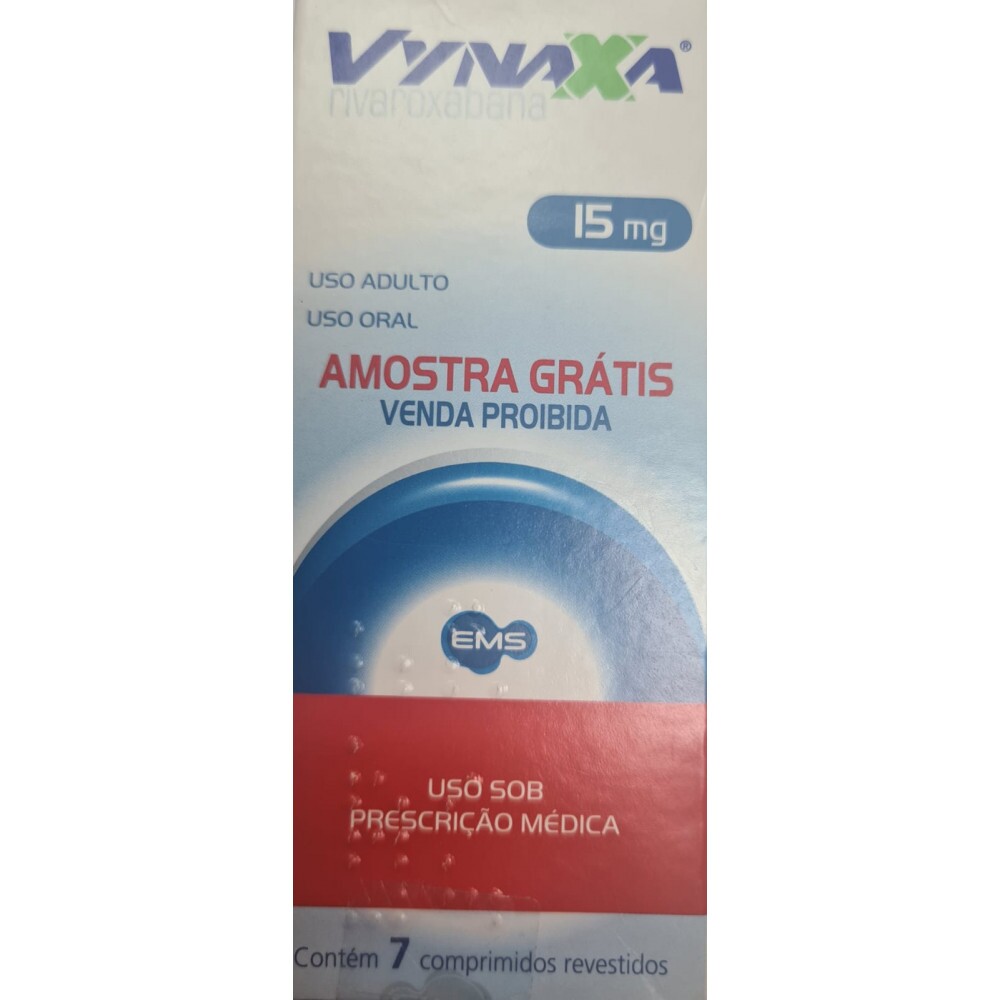 VYNAXA®
rivaroxabana
15 mg
USO ADULTO
USO ORAL
AMOSTRA GRÁTIS
VENDA PROIBIDA
EMS
USO SOB
PRESCRIÇÃO MÉDICA
Contém 7 comprimidos revestidos